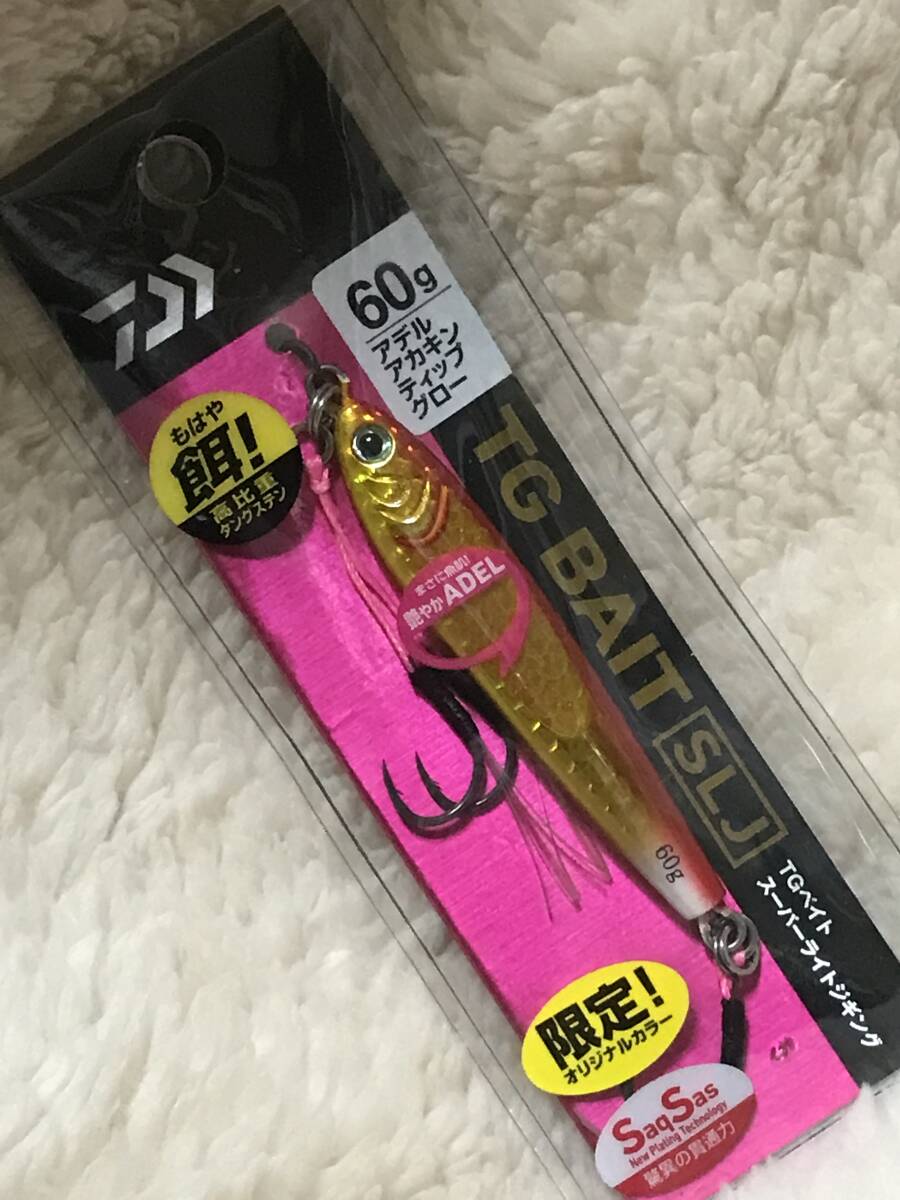 60g
アデル
アカキン
ティップ
グロー
もはや
餌!
高比重
タングステン
TG BAIT SLJ
まさに魚肌!
艶やかADEL
60g
TGベイト
スーパーライトジギング
限定!
オリジナルカラー
SaqSas
New Plating Technology
驚異の貫通力